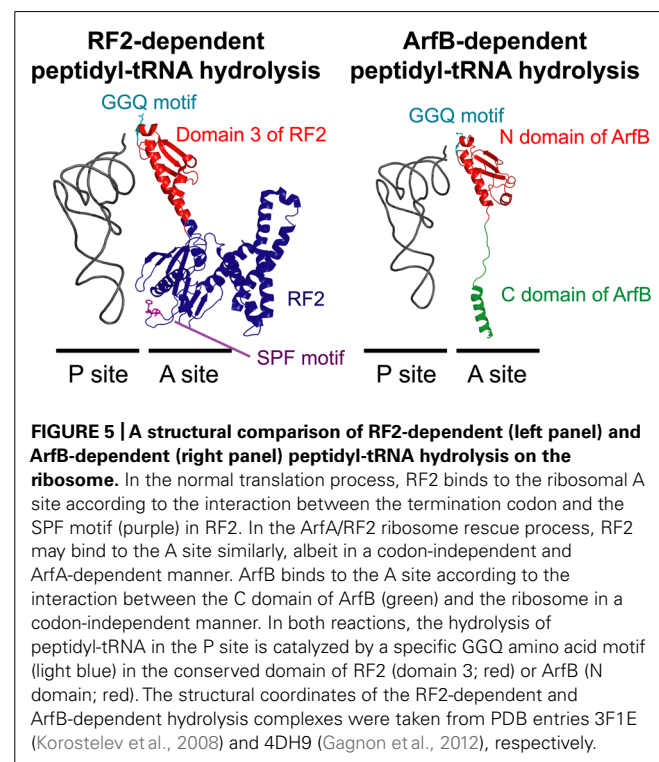 RF2-dependent
peptidyl-tRNA hydrolysis
ArfB-dependent
peptidyl-tRNA hydrolysis
GGQ motif
Domain 3 of RF2
RF2
SPF motif
P site
A site
GGQ motif
N domain of ArfB
C domain of ArfB
P site
A site
FIGURE 5 | A structural comparison of RF2-dependent (left panel) and
ArfB-dependent (right panel) peptidyl-tRNA hydrolysis on the
ribosome. In the normal translation process, RF2 binds to the ribosomal A
site according to the interaction between the termination codon and the
SPF motif (purple) in RF2. In the ArfA/RF2 ribosome rescue process, RF2
may bind to the A site similarly, albeit in a codon-independent and
ArfA-dependent manner. ArfB binds to the A site according to the
interaction between the C domain of ArfB (green) and the ribosome in a
codon-independent manner. In both reactions, the hydrolysis of
peptidyl-tRNA in the P site is catalyzed by a specific GGQ amino acid motif
(light blue) in the conserved domain of RF2 (domain 3; red) or ArfB (N
domain; red). The structural coordinates of the RF2-dependent and
ArfB-dependent hydrolysis complexes were taken from PDB entries 3F1E
(Korostelev et al., 2008) and 4DH9 (Gagnon et al., 2012), respectively.